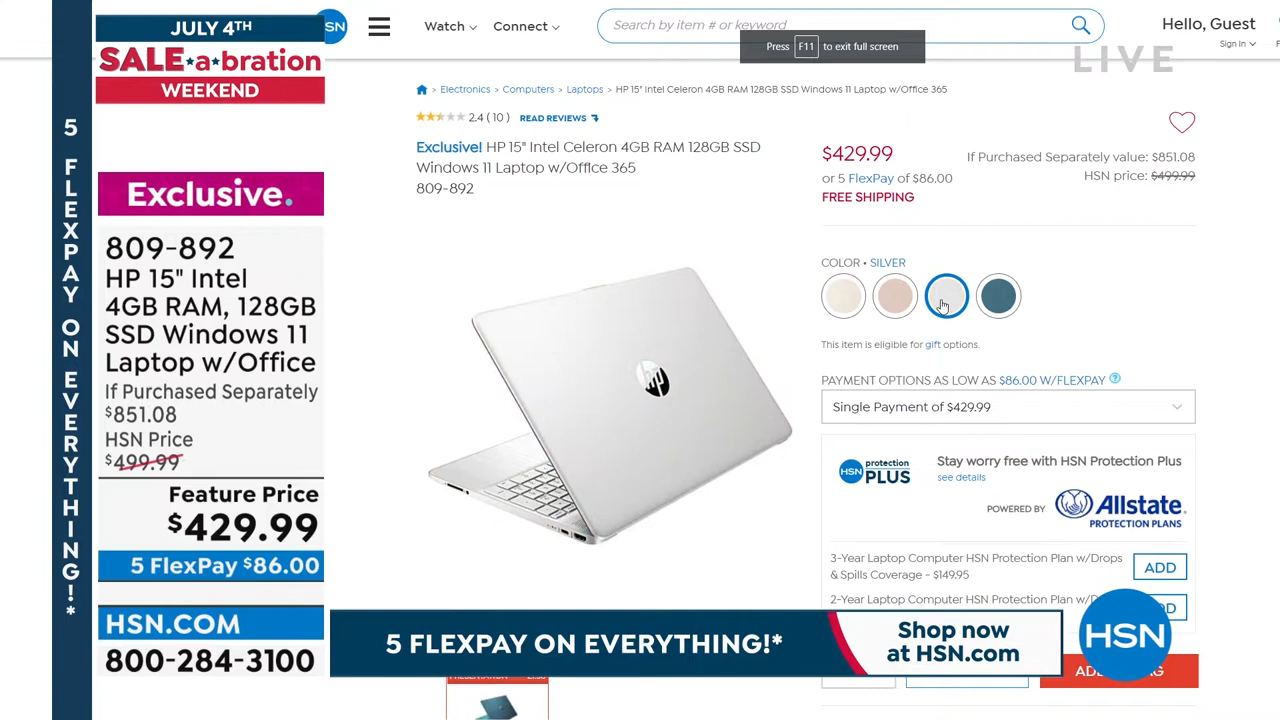 JULY 4TH
SALE★a★bration
WEEKEND
5 FLEXPAY ON EVERYTHING!*
Exclusive.
809-892
HP 15" Intel
4GB RAM, 128GB
SSD Windows 11
Laptop w/Office
If Purchased Separately
$851.08
HSN Price
$499.99
Feature Price
$429.99
5 FlexPay $86.00
HSN.COM
800-284-3100
Watch
Connect
Search by item # or keyword
Press F11 to exit full screen
Hello, Guest
Sign In
LIVE
Electronics > Computers > Laptops > HP 15" Intel Celeron 4GB RAM 128GB SSD Windows 11 Laptop w/Office 365
2.4 ( 10 ) READ REVIEWS
Exclusive! HP 15" Intel Celeron 4GB RAM 128GB SSD
Windows 11 Laptop w/Office 365
809-892
hp
$429.99
If Purchased Separately value: $851.08
HSN price: $499.99
or 5 FlexPay of $86.00
FREE SHIPPING
COLOR • SILVER
This item is eligible for gift options.
PAYMENT OPTIONS AS LOW AS $86.00 W/FLEXPAY ?
Single Payment of $429.99
HSN protection PLUS
Stay worry free with HSN Protection Plus
see details
POWERED BY Allstate
PROTECTION PLANS
3-Year Laptop Computer HSN Protection Plan w/Drops
& Spills Coverage - $149.95
ADD
2-Year Laptop Computer HSN Protection Plan w/
5 FLEXPAY ON EVERYTHING!*
Shop now
at HSN.com
HSN